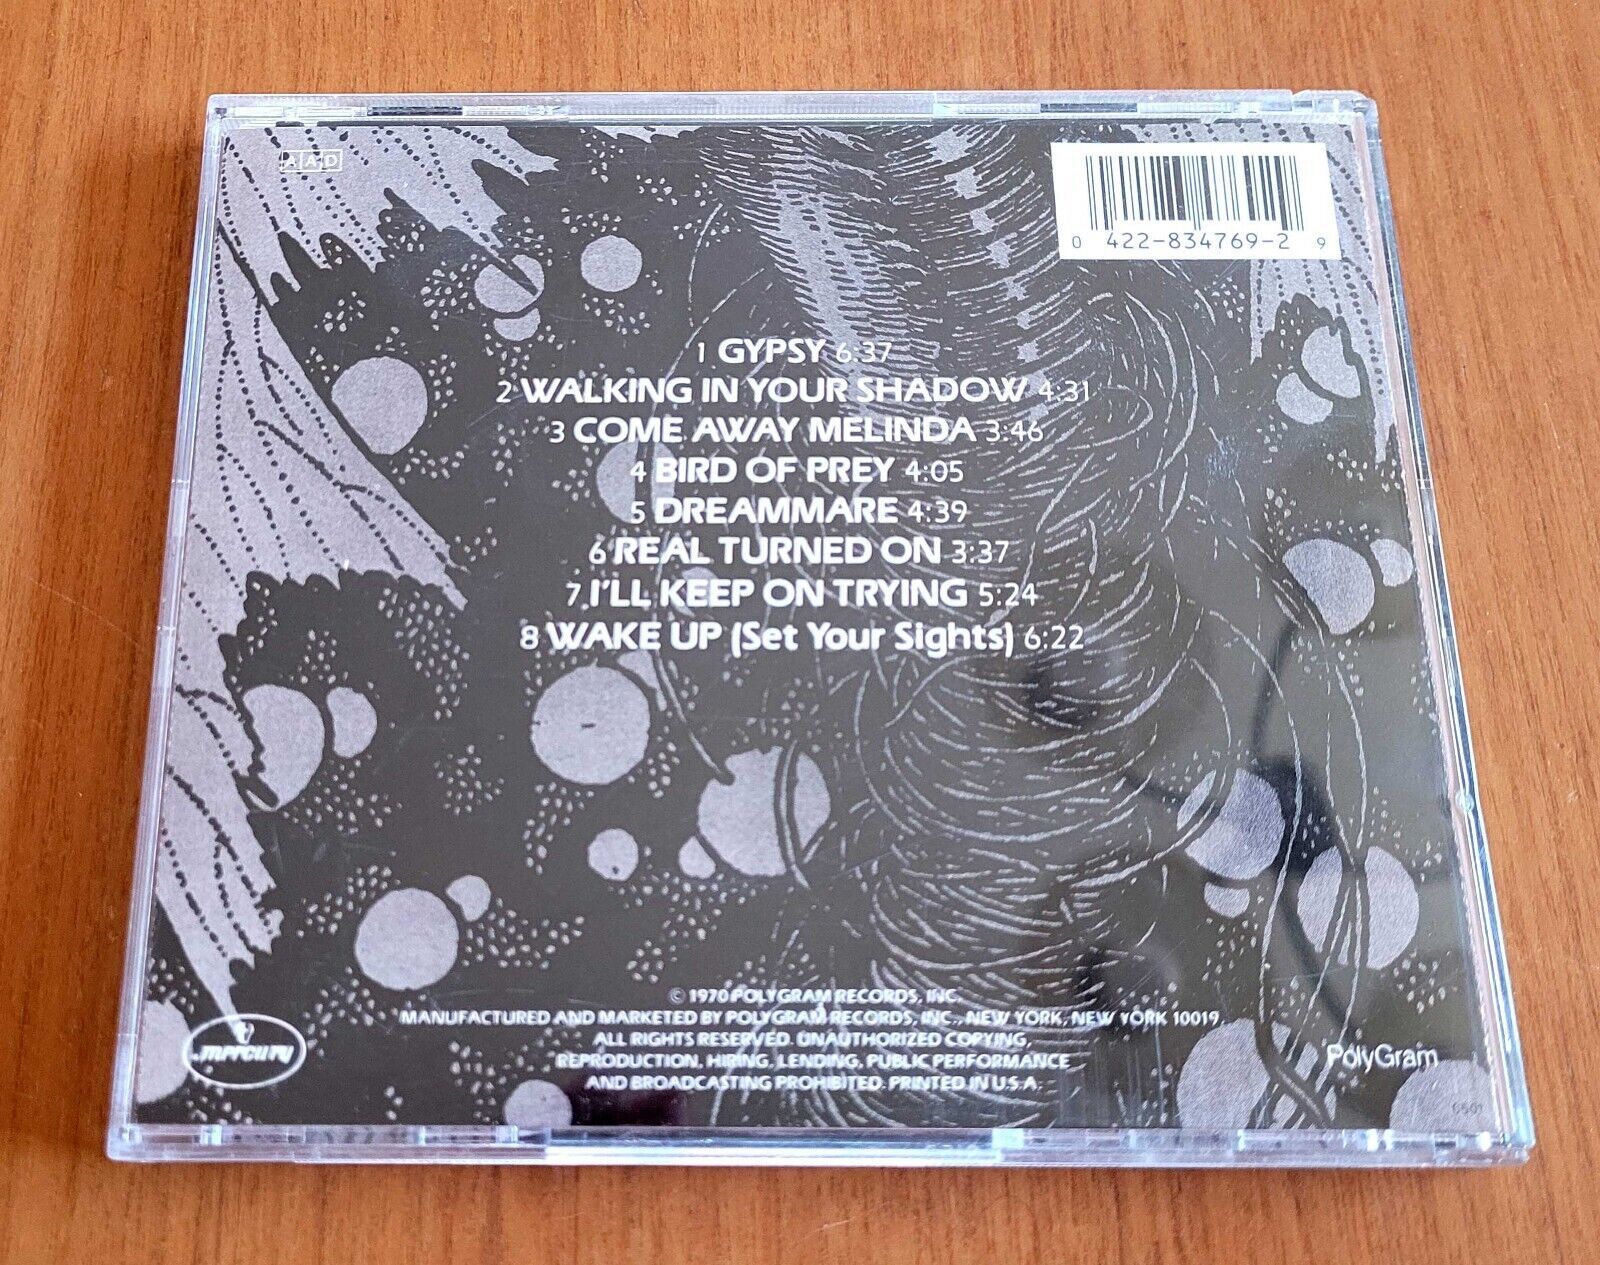 AAD
0 422-834769-2 9
1 GYPSY 6:37
2 WALKING IN YOUR SHADOW 4:31
3 COME AWAY MELINDA 3:46
4 BIRD OF PREY 4:05
5 DREAMMARE 4:39
6 REAL TURNED ON 3:37
7 I'LL KEEP ON TRYING 5:24
8 WAKE UP (Set Your Sights) 6:22
© 1970 POLYGRAM RECORDS, INC.
MANUFACTURED AND MARKETED BY POLYGRAM RECORDS, INC., NEW YORK, NEW YORK 10019.
ALL RIGHTS RESERVED. UNAUTHORIZED COPYING,
REPRODUCTION, HIRING, LENDING, PUBLIC PERFORMANCE
AND BROADCASTING PROHIBITED. PRINTED IN U.S.A.
mercury
PolyGram